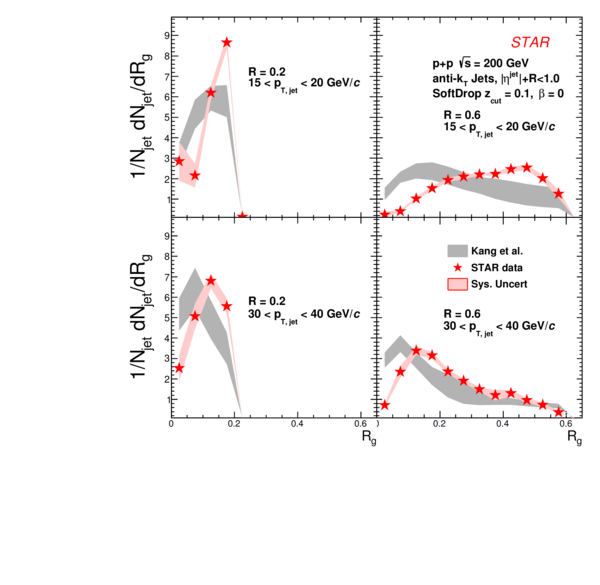 STAR
p+p √s = 200 GeV
anti-k_T Jets, |η^jet|+R<1.0
SoftDrop z_cut = 0.1, β = 0
R = 0.2
15 < p_T, jet < 20 GeV/c
R = 0.6
15 < p_T, jet < 20 GeV/c
1/N_jet dN_jet/dR_g
9
8
7
6
5
4
3
2
1
R = 0.2
30 < p_T, jet < 40 GeV/c
Kang et al.
STAR data
Sys. Uncert
R = 0.6
30 < p_T, jet < 40 GeV/c
1/N_jet dN_jet/dR_g
9
8
7
6
5
4
3
2
1
0 0.2 0.4 0.6
R_g
0 0.2 0.4 0.6
R_g